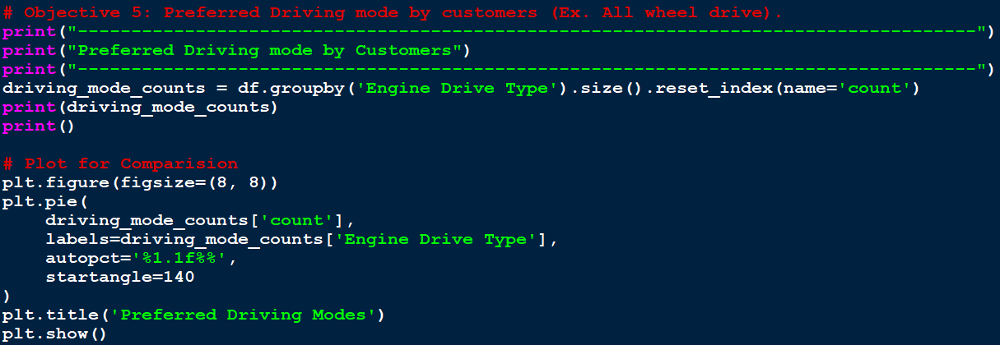 # Objective 5: Preferred Driving mode by customers (Ex. All wheel drive).
print("-----------------------------------------------------------------------------------")
print("Preferred Driving mode by Customers")
print("-----------------------------------------------------------------------------------")
driving_mode_counts = df.groupby('Engine Drive Type').size().reset_index(name='count')
print(driving_mode_counts)
print()
# Plot for Comparision
plt.figure(figsize=(8, 8))
plt.pie(
    driving_mode_counts['count'],
    labels=driving_mode_counts['Engine Drive Type'],
    autopct='%1.1f%%',
    startangle=140
)
plt.title('Preferred Driving Modes')
plt.show()